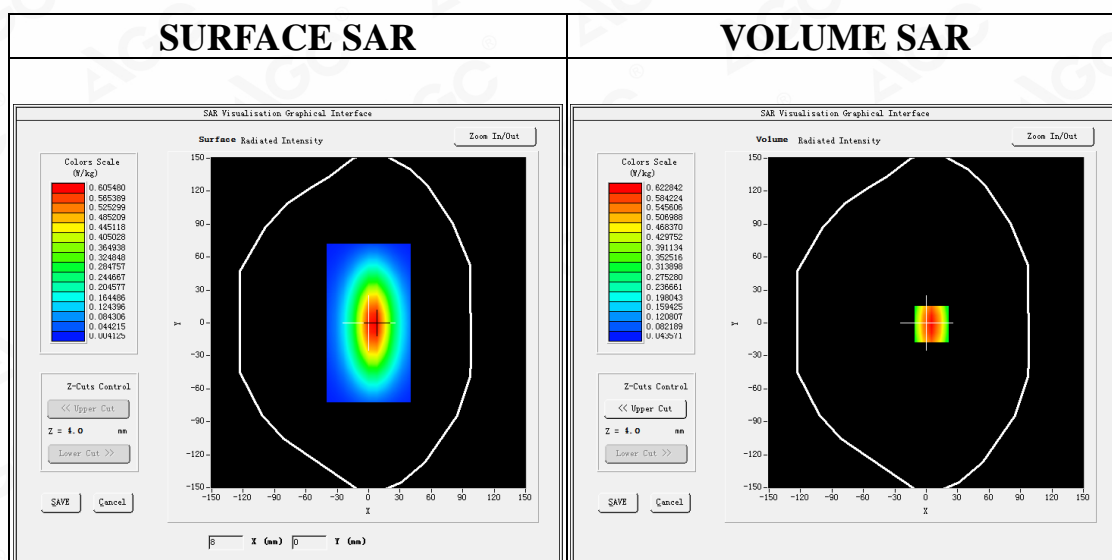 SURFACE SAR
VOLUME SAR
SAR Visualisation Graphical Interface
Surface Radiated Intensity
Zoom In/Out
Colors Scale
(W/kg)
0.605480
0.565389
0.525299
0.485209
0.445118
0.405028
0.364938
0.324848
0.284757
0.244667
0.204577
0.164486
0.124396
0.084306
0.044215
0.004125
150
120
90
60
30
0
-30
-60
-90
-120
-150
Y
-150 -120 -90 -60 -30 0 30 60 90 120 150
X
Z-Cuts Control
<< Upper Cut
Z = 4.0 mm
Lower Cut >>
SAVE Cancel
8 X (mm) 0 Y (mm)
SAR Visualisation Graphical Interface
Volume Radiated Intensity
Zoom In/Out
Colors Scale
(W/kg)
0.622842
0.584224
0.545606
0.506988
0.468370
0.429752
0.391134
0.352516
0.313898
0.275280
0.236661
0.198043
0.159425
0.120807
0.082189
0.043571
150
120
90
60
30
0
-30
-60
-90
-120
-150
Y
-150 -120 -90 -60 -30 0 30 60 90 120 150
X
Z-Cuts Control
<< Upper Cut
Z = 4.0 mm
Lower Cut >>
SAVE Cancel
AGC